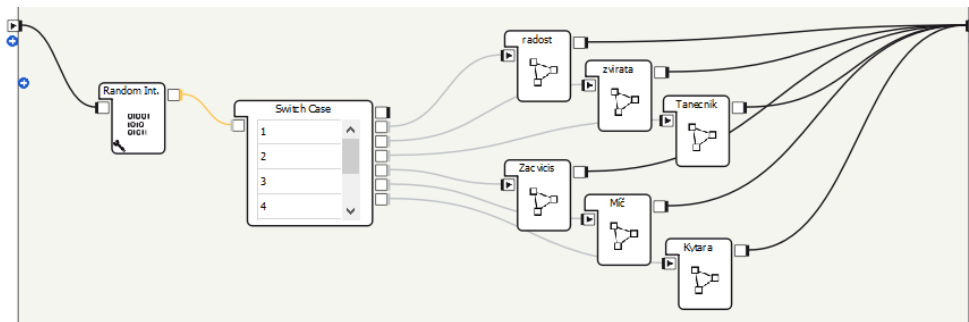 radost
zvirata
Random Int.
Switch Case
Tanecnik
1
2
3
4
Zacvicis
Míč
Kytara